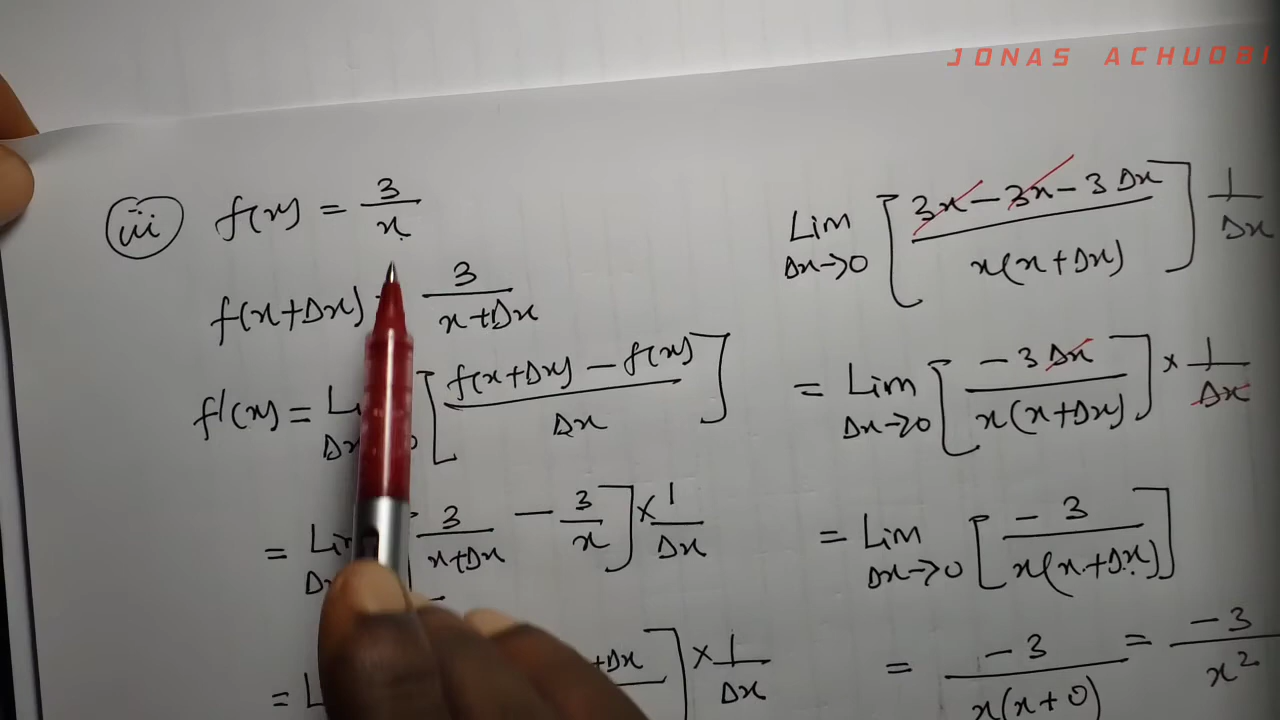 JONAS ACHUOBI
iii f(x) = 3/x
f(x+Δx) 3/(x+Δx)
f'(x) = Li [ (f(x+Δx) - f(x))/Δx ]
= Lim 3/(x+Δx) - 3/x ] × 1/Δx
= L +Δx ] × 1/Δx
Lim Δx→0 [ (3x - 3x - 3Δx)/(x(x+Δx)) ] 1/Δx
= Lim Δx→0 [ (-3Δx)/(x(x+Δx)) ] × 1/Δx
= Lim Δx→0 [ -3/(x(x+Δx)) ]
= -3/(x(x+0)) = -3/x²